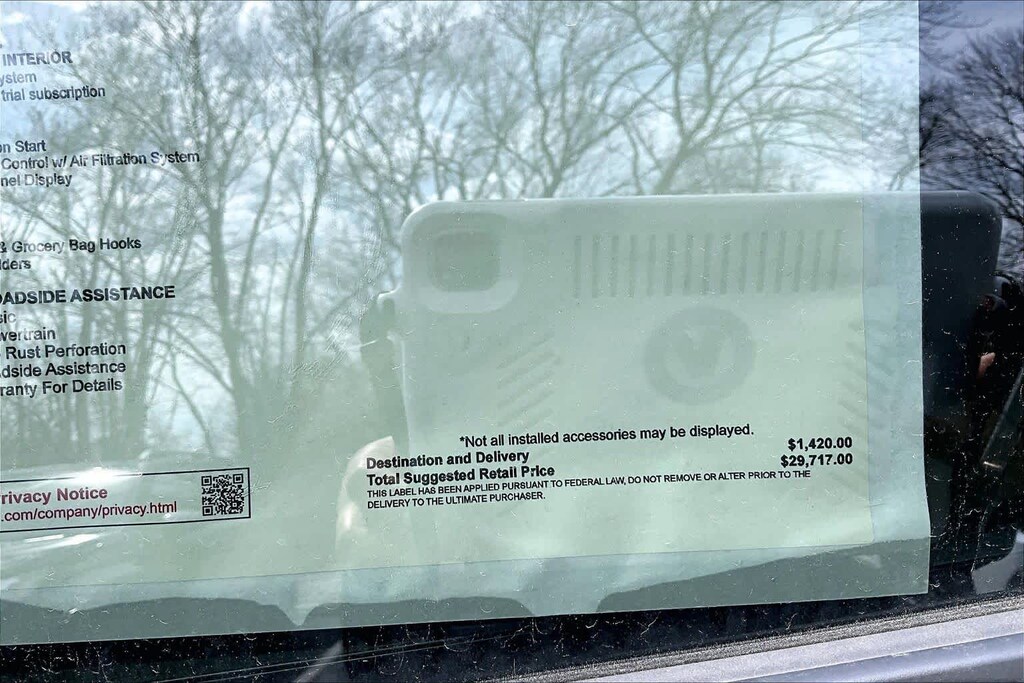 INTERIOR
ystem
trial subscription
on Start
Control w/ Air Filtration System
nel Display
& Grocery Bag Hooks
lders
OADSIDE ASSISTANCE
sic
wertrain
Rust Perforation
dside Assistance
ranty For Details
rivacy Notice
.com/company/privacy.html
*Not all installed accessories may be displayed.
Destination and Delivery $1,420.00
Total Suggested Retail Price $29,717.00
THIS LABEL HAS BEEN APPLIED PURSUANT TO FEDERAL LAW, DO NOT REMOVE OR ALTER PRIOR TO THE
DELIVERY TO THE ULTIMATE PURCHASER.